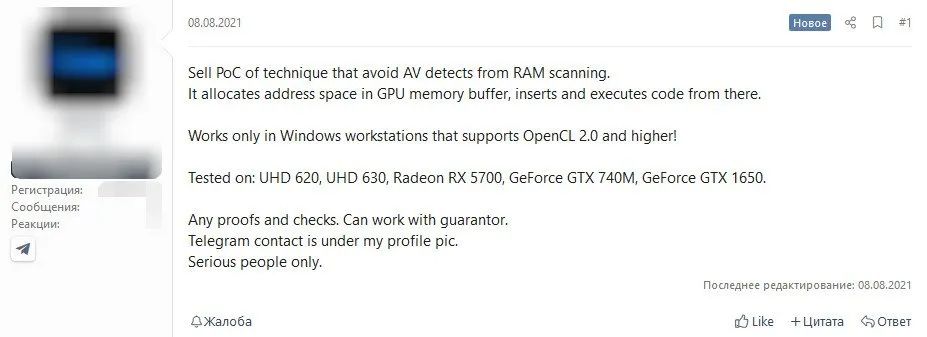 08.08.2021
Новое
#1
Sell PoC of technique that avoid AV detects from RAM scanning.
It allocates address space in GPU memory buffer, inserts and executes code from there.
Works only in Windows workstations that supports OpenCL 2.0 and higher!
Tested on: UHD 620, UHD 630, Radeon RX 5700, GeForce GTX 740M, GeForce GTX 1650.
Any proofs and checks. Can work with guarantor.
Telegram contact is under my profile pic.
Serious people only.
Регистрация:
Сообщения:
Реакции:
Последнее редактирование: 08.08.2021
Жалоба
Like
+Цитата
Ответ